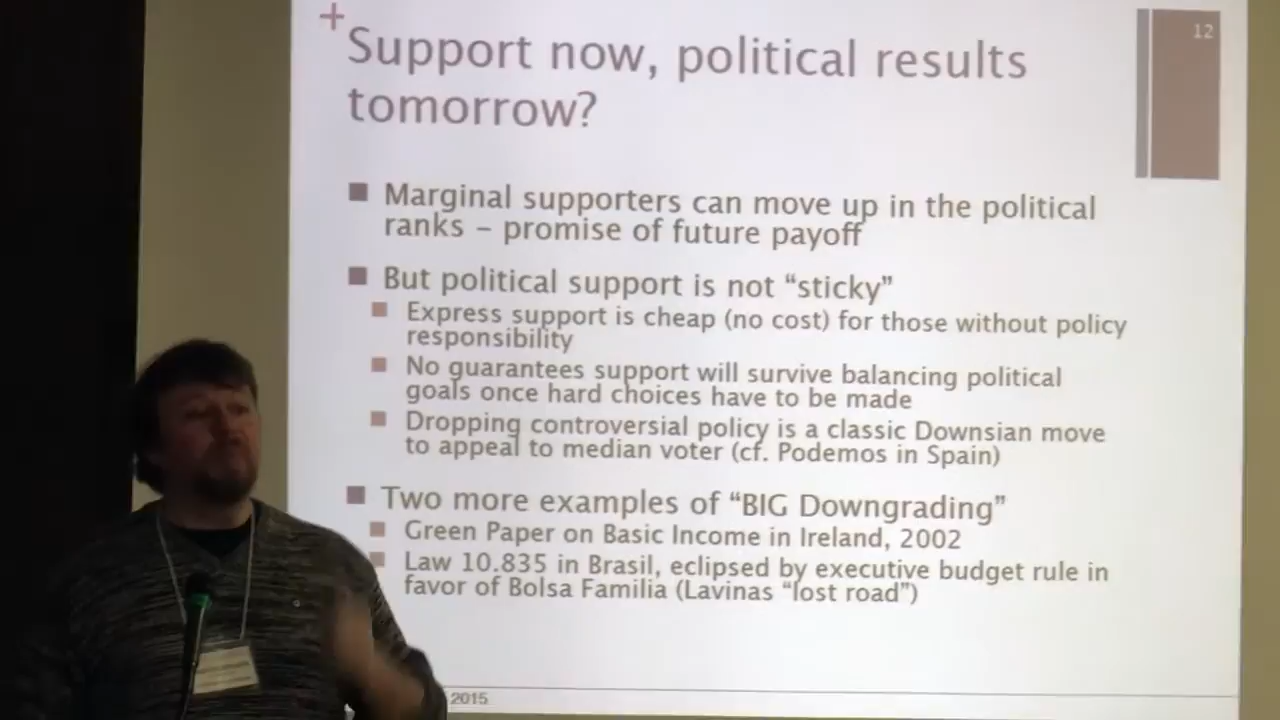 +
12
Support now, political results
tomorrow?
Marginal supporters can move up in the political
ranks – promise of future payoff
But political support is not “sticky”
Express support is cheap (no cost) for those without policy
responsibility
No guarantees support will survive balancing political
goals once hard choices have to be made
Dropping controversial policy is a classic Downsian move
to appeal to median voter (cf. Podemos in Spain)
Two more examples of “BIG Downgrading”
Green Paper on Basic Income in Ireland, 2002
Law 10.835 in Brasil, eclipsed by executive budget rule in
favor of Bolsa Familia (Lavinas “lost road”)
2015